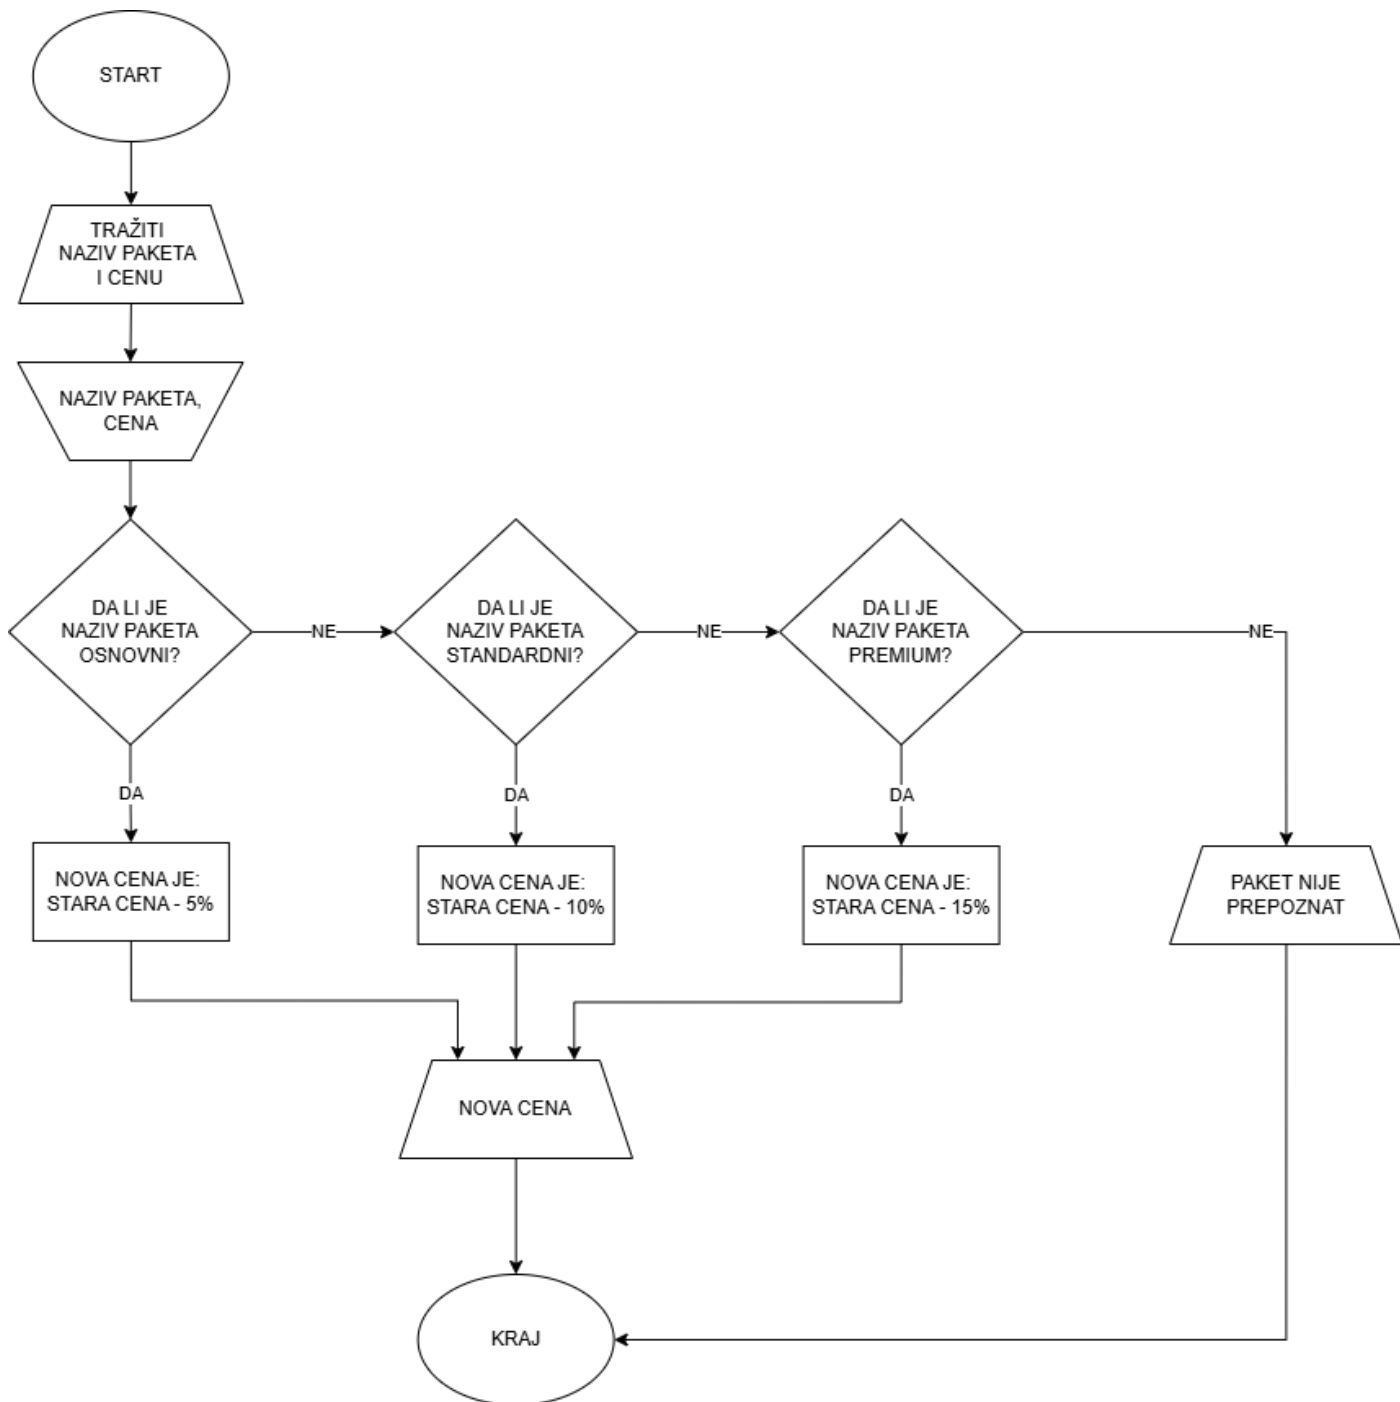 START
TRAŽITI
NAZIV PAKETA
I CENU
NAZIV PAKETA,
CENA
DA LI JE
NAZIV PAKETA
OSNOVNI?
NE
DA LI JE
NAZIV PAKETA
STANDARDNI?
NE
DA LI JE
NAZIV PAKETA
PREMIUM?
NE
DA
DA
DA
NOVA CENA JE:
STARA CENA - 5%
NOVA CENA JE:
STARA CENA - 10%
NOVA CENA JE:
STARA CENA - 15%
PAKET NIJE
PREPOZNAT
NOVA CENA
KRAJ